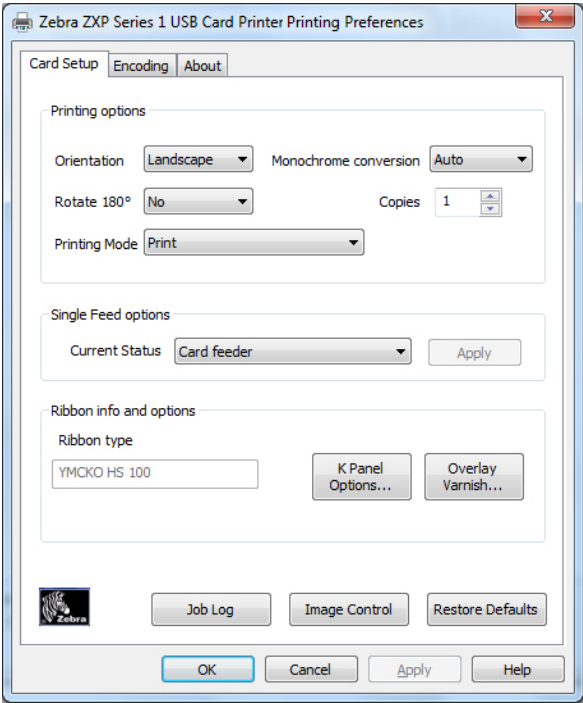 Zebra ZXP Series 1 USB Card Printer Printing Preferences
Card Setup Encoding About
Printing options
Orientation Landscape Monochrome conversion Auto
Rotate 180° No Copies 1
Printing Mode Print
Single Feed options
Current Status Card feeder Apply
Ribbon info and options
Ribbon type
YMCKO HS 100
K Panel
Options...
Overlay
Varnish...
Zebra
Job Log Image Control Restore Defaults
OK Cancel Apply Help